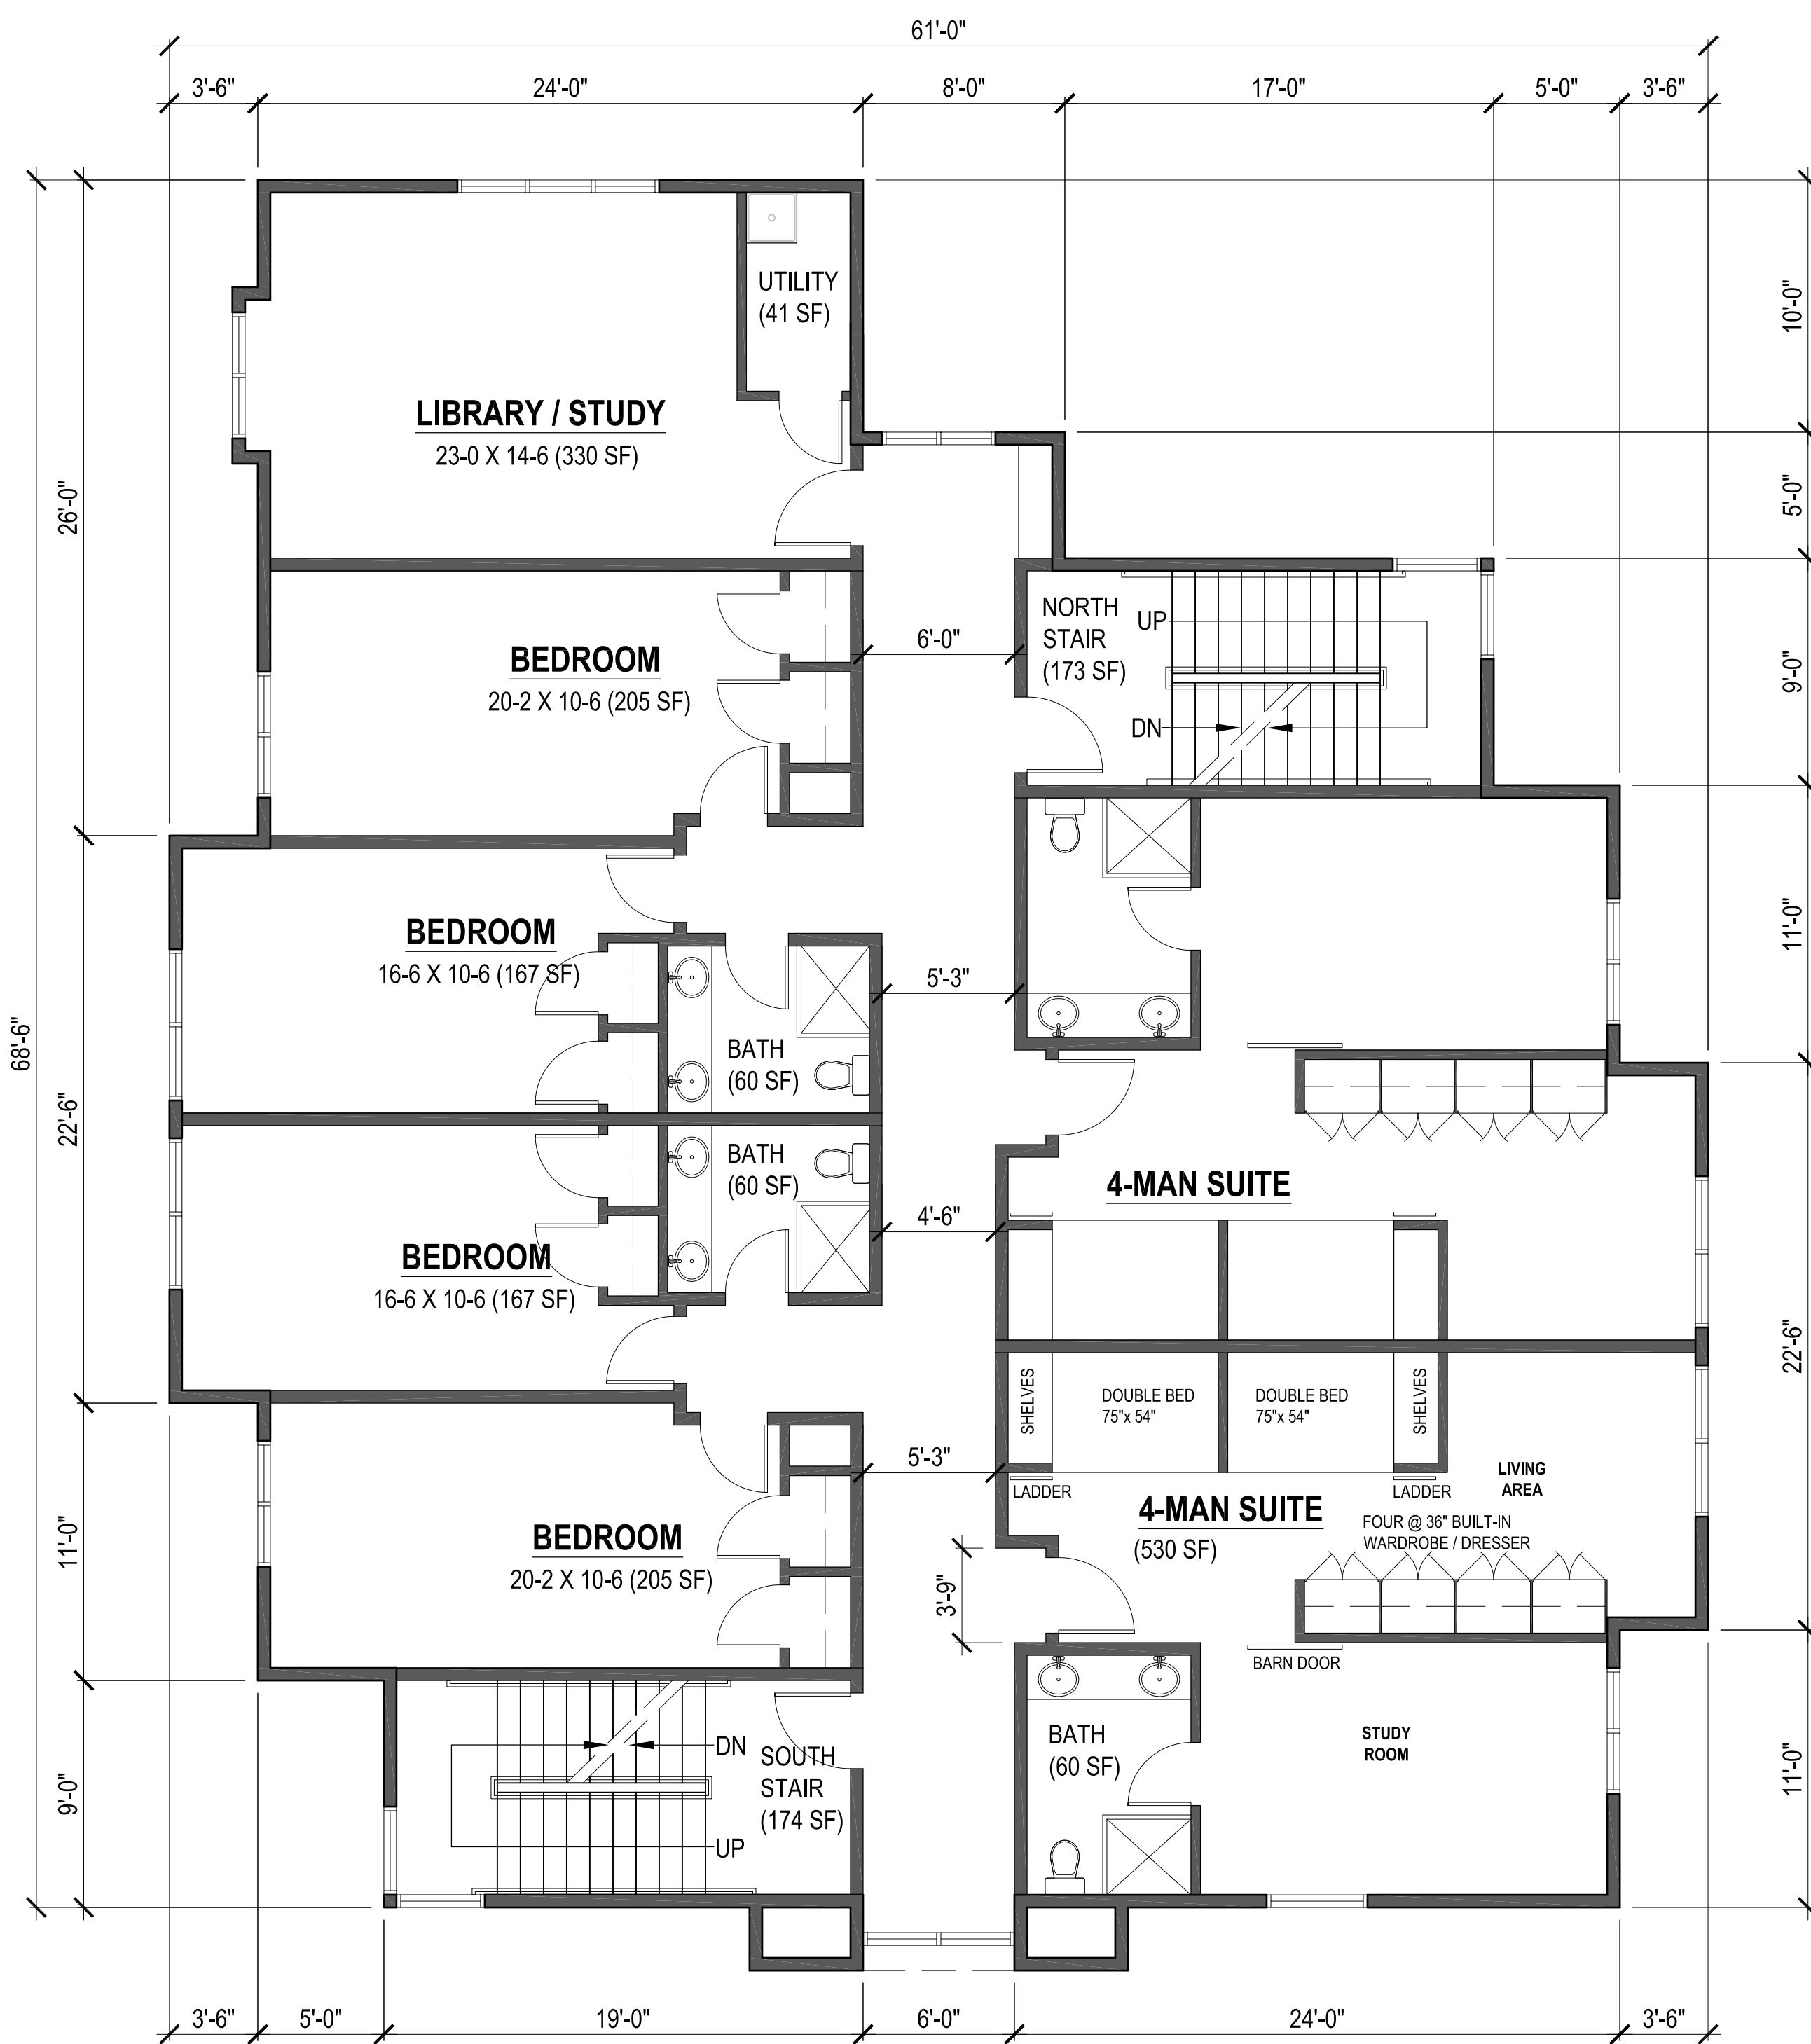 61'-0"
3'-6"
24'-0"
8'-0"
17'-0"
5'-0"
3'-6"
UTILITY
(41 SF)
10'-0"
LIBRARY / STUDY
23-0 X 14-6 (330 SF)
26'-0"
5'-0"
NORTH
STAIR
(173 SF)
UP
DN
6'-0"
9'-0"
BEDROOM
20-2 X 10-6 (205 SF)
BEDROOM
16-6 X 10-6 (167 SF)
5'-3"
11'-0"
68'-6"
22'-6"
BATH
(60 SF)
BATH
(60 SF)
4-MAN SUITE
4'-6"
BEDROOM
16-6 X 10-6 (167 SF)
22'-6"
SHELVES
DOUBLE BED
75"x 54"
DOUBLE BED
75"x 54"
SHELVES
5'-3"
LADDER
LADDER
LIVING
AREA
4-MAN SUITE
(530 SF)
FOUR @ 36" BUILT-IN
WARDROBE / DRESSER
11'-0"
BEDROOM
20-2 X 10-6 (205 SF)
3'-9"
BARN DOOR
BATH
(60 SF)
STUDY
ROOM
11'-0"
9'-0"
DN
UP
SOUTH
STAIR
(174 SF)
3'-6"
5'-0"
19'-0"
6'-0"
24'-0"
3'-6"